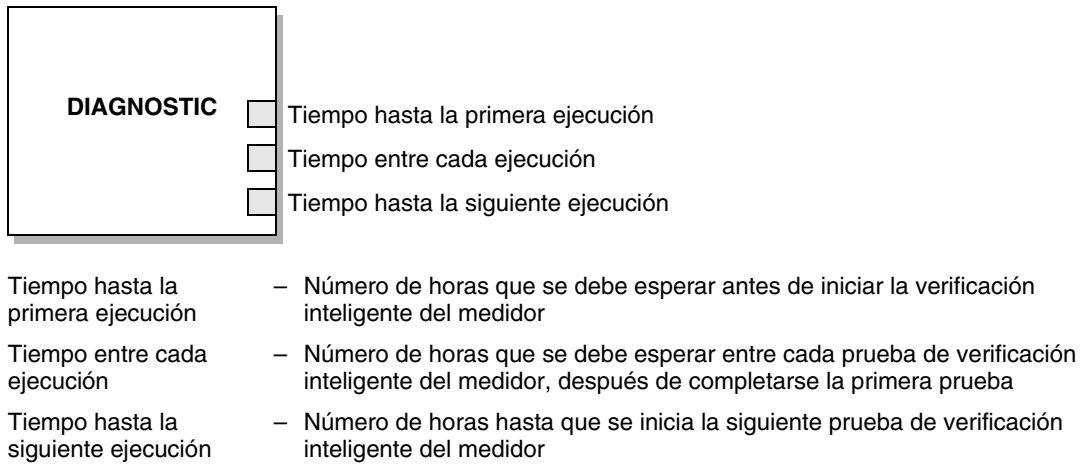 DIAGNOSTIC
Tiempo hasta la primera ejecución
Tiempo entre cada ejecución
Tiempo hasta la siguiente ejecución
Tiempo hasta la primera ejecución
– Número de horas que se debe esperar antes de iniciar la verificación
inteligente del medidor
Tiempo entre cada ejecución
– Número de horas que se debe esperar entre cada prueba de verificación
inteligente del medidor, después de completarse la primera prueba
Tiempo hasta la siguiente ejecución
– Número de horas hasta que se inicia la siguiente prueba de verificación
inteligente del medidor